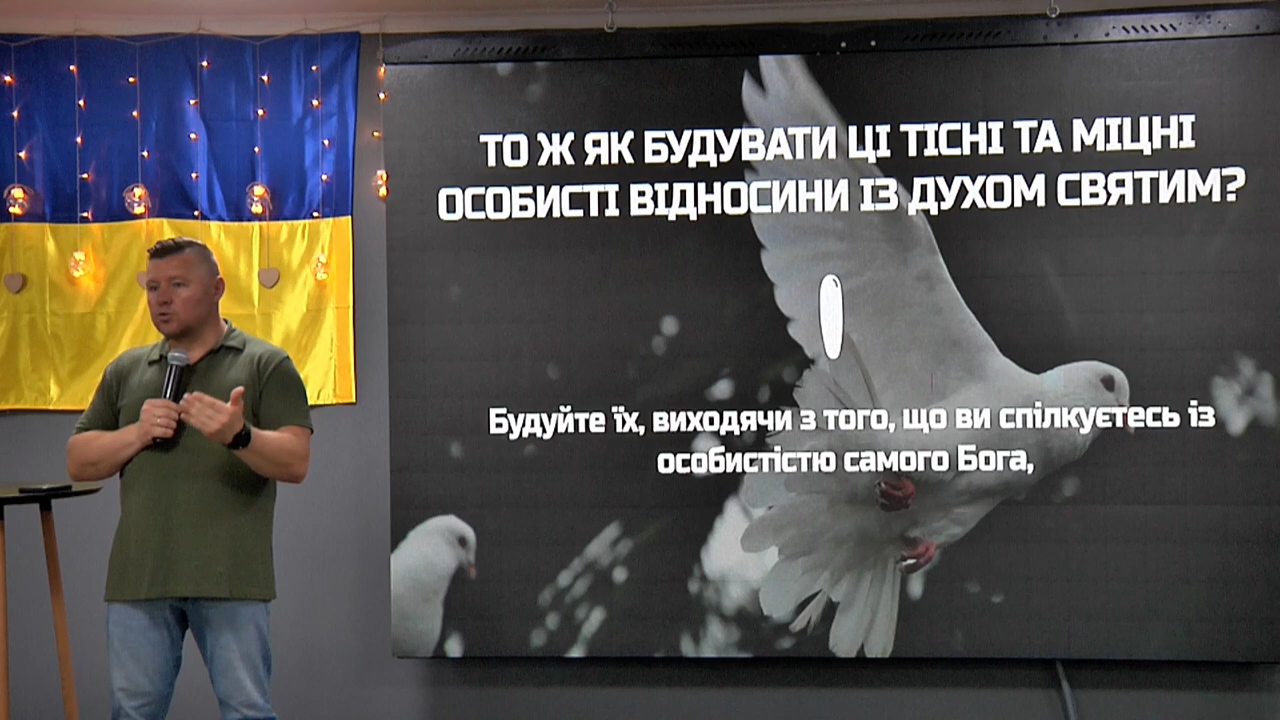 ТО Ж ЯК БУДУВАТИ ЦІ ТІСНІ ТА МІЦНІ
ОСОБИСТІ ВІДНОСИНИ ІЗ ДУХОМ СВЯТИМ?
Будуйте їх, виходячи з того, що ви спілкуєтесь із
особистістю самого Бога,